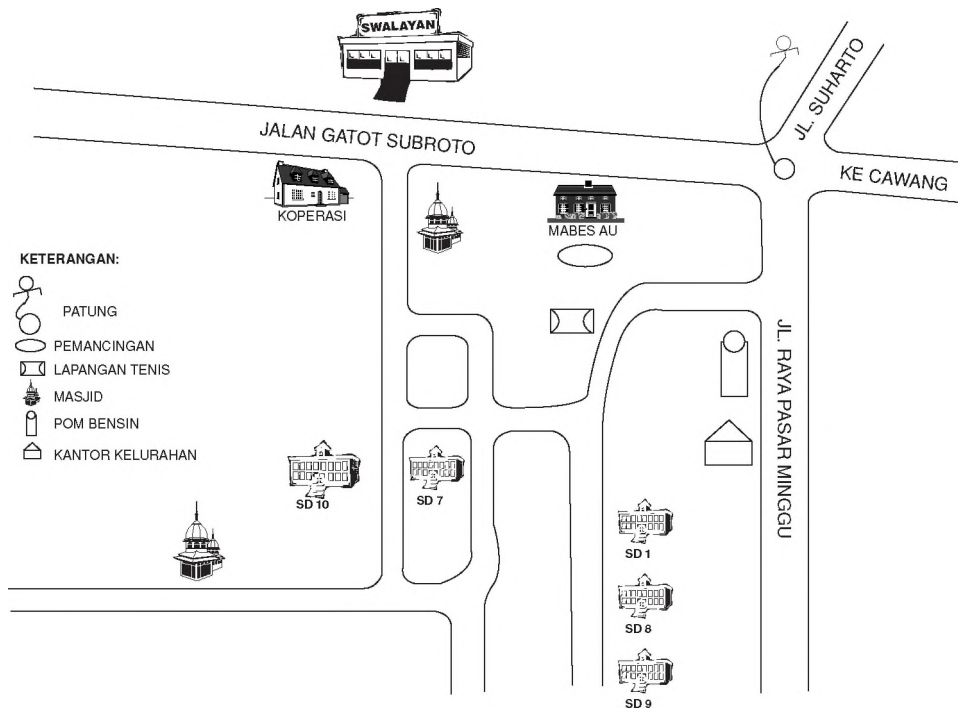 SWALAYAN
JL. SUHARTO
JALAN GATOT SUBROTO
KE CAWANG
KOPERASI
MABES AU
KETERANGAN:
PATUNG
PEMANCINGAN
LAPANGAN TENIS
MASJID
POM BENSIN
KANTOR KELURAHAN
JL. RAYA PASAR MINGGU
SD 10
SD 7
SD 1
SD 8
SD 9